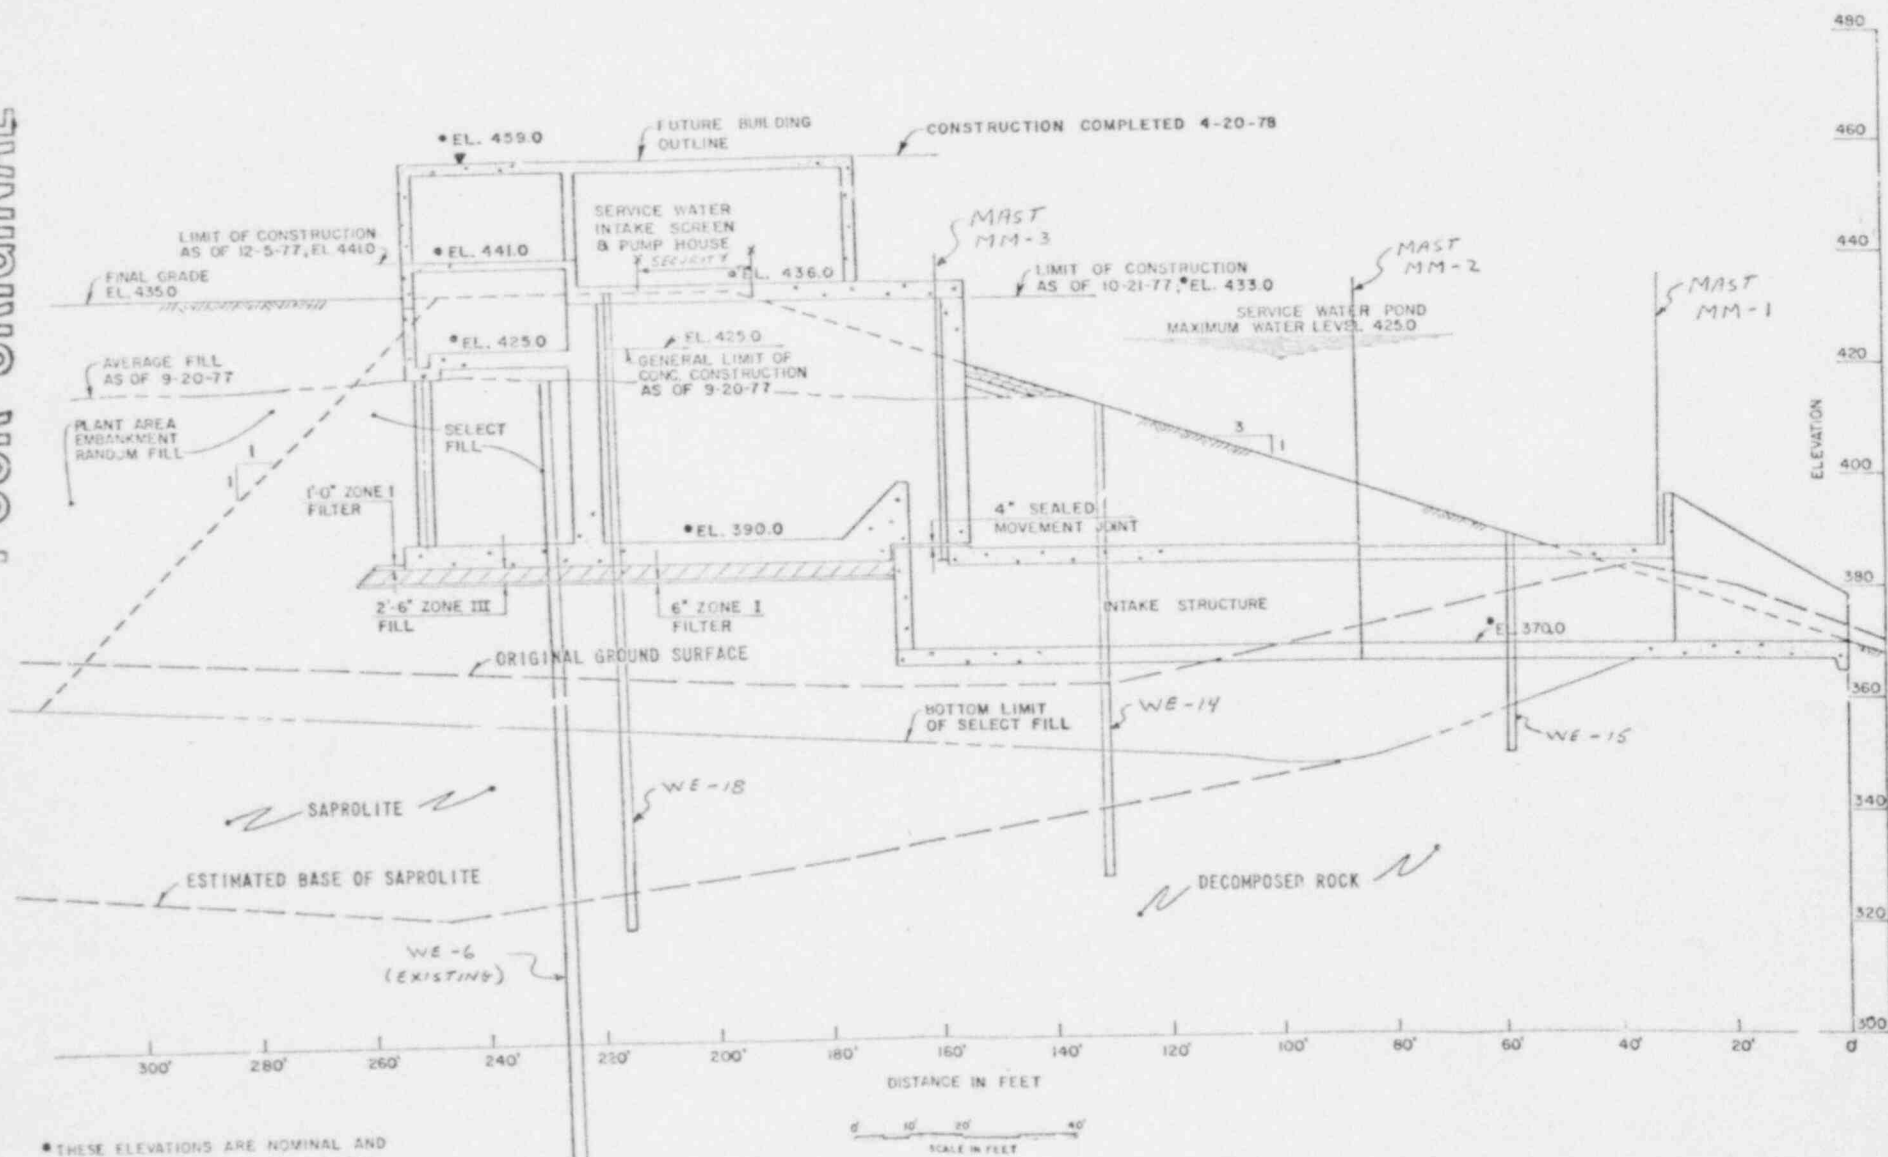 480
460
440
420
400
380
360
340
320
300
ELEVATION
• EL. 459.0
FUTURE BUILDING
OUTLINE
CONSTRUCTION COMPLETED 4-20-78
LIMIT OF CONSTRUCTION
AS OF 12-5-77, EL 441.0
• EL. 441.0
SERVICE WATER
INTAKE SCREEN
& PUMP HOUSE
SECURITY
• EL. 436.0
MAST
MM-3
LIMIT OF CONSTRUCTION
AS OF 10-21-77, • EL. 433.0
MAST
MM-2
MAST
MM-1
FINAL GRADE
EL. 435.0
SERVICE WATER POND
MAXIMUM WATER LEVEL 425.0
AVERAGE FILL
AS OF 9-20-77
• EL. 425.0
EL. 425.0
GENERAL LIMIT OF
CONC. CONSTRUCTION
AS OF 9-20-77
PLANT AREA
EMBANKMENT
RANDOM FILL
SELECT
FILL
1
1
3
1
1'-0" ZONE I
FILTER
• EL. 390.0
4" SEALED
MOVEMENT JOINT
2'-6" ZONE III
FILL
6" ZONE I
FILTER
INTAKE STRUCTURE
• EL. 370.0
ORIGINAL GROUND SURFACE
BOTTOM LIMIT
OF SELECT FILL
WE-14
WE-15
SAPROLITE
WE-18
ESTIMATED BASE OF SAPROLITE
DECOMPOSED ROCK
WE-6
(EXISTING)
300' 280' 260' 240' 220' 200' 180' 160' 140' 120' 100' 80' 60' 40' 20' 0'
DISTANCE IN FEET
0' 10' 20' 40'
SCALE IN FEET
• THESE ELEVATIONS ARE NOMINAL AND